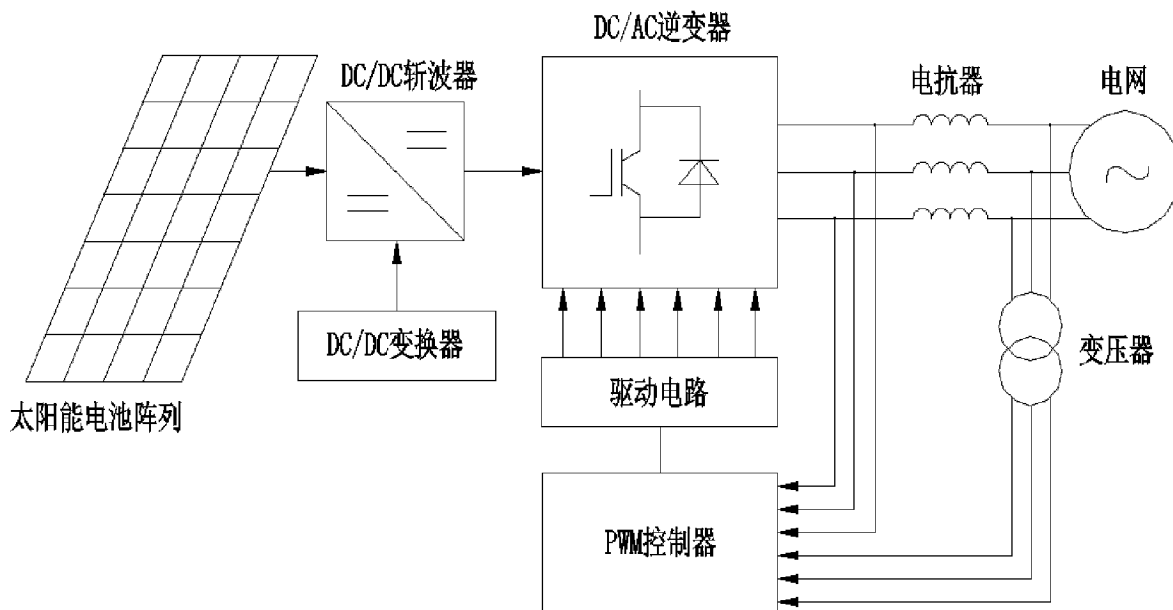 DC/AC逆变器
DC/DC斩波器
电抗器
电网
DC/DC变换器
变压器
驱动电路
太阳能电池阵列
PWM控制器